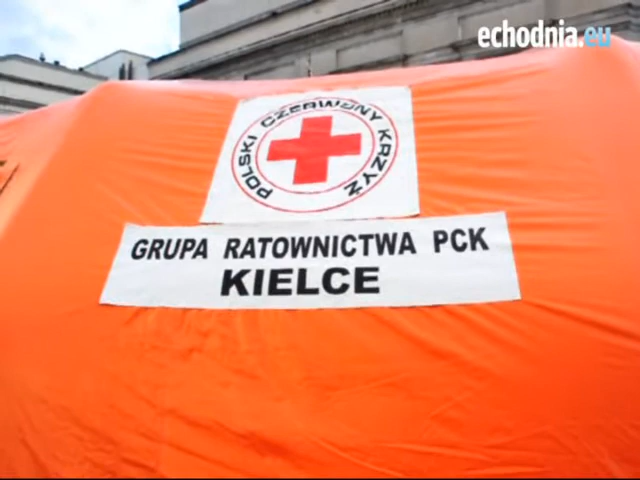 echodnia.eu
POLSKI CZERWONY KRZYŻ
GRUPA RATOWNICTWA PCK
KIELCE